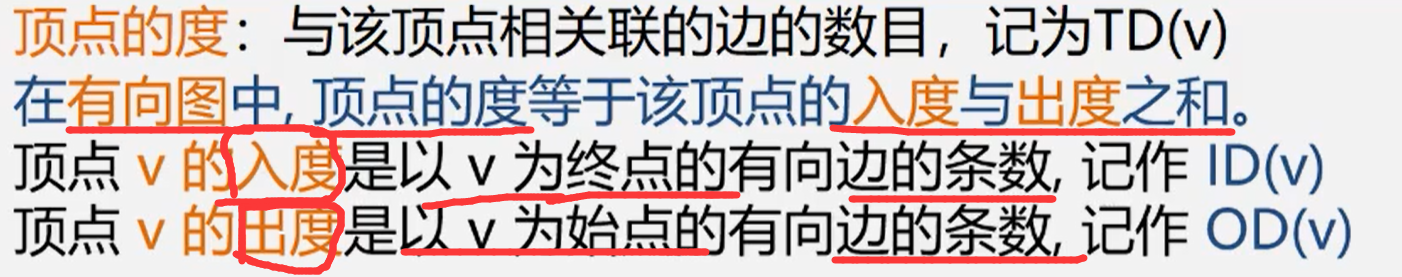 顶点的度：与该顶点相关联的边的数目，记为TD(v)
在有向图中, 顶点的度等于该顶点的入度与出度之和。
顶点 v 的入度是以 v 为终点的有向边的条数, 记作 ID(v)
顶点 v 的出度是以 v 为始点的有向边的条数, 记作 OD(v)